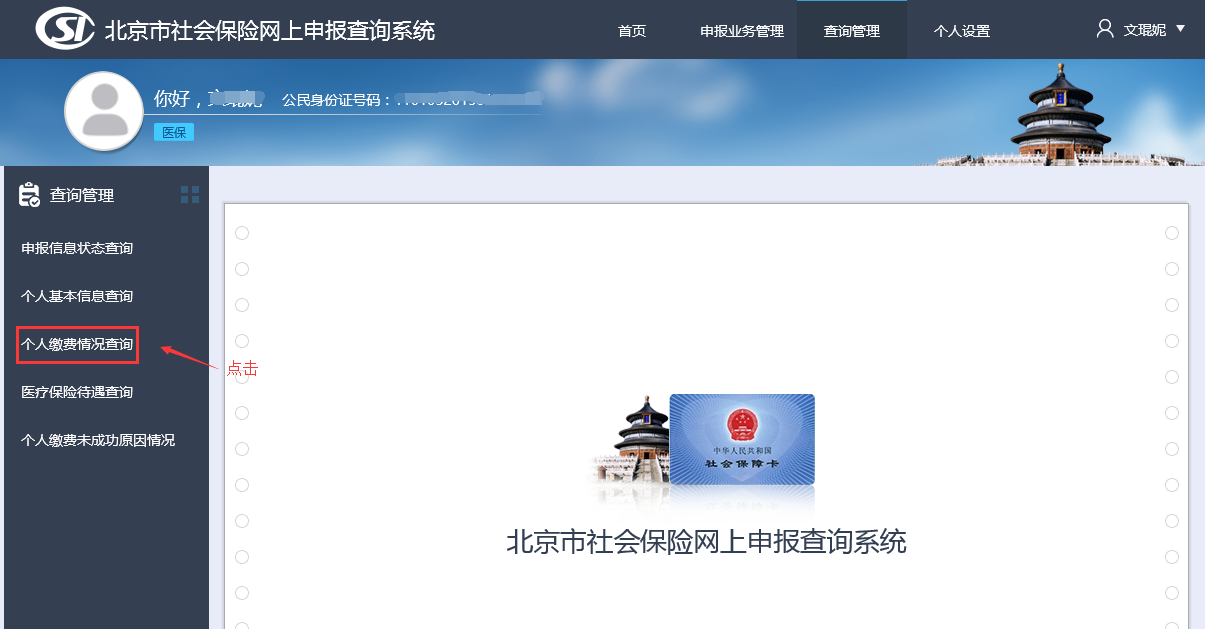 SI 北京市社会保险网上申报查询系统
首页 申报业务管理 查询管理 个人设置 文琨妮
你好， 公民身份证号码：
医保
查询管理
申报信息状态查询
个人基本信息查询
个人缴费情况查询
点击
医疗保险待遇查询
个人缴费未成功原因情况
中华人民共和国
社会保障卡
北京市社会保险网上申报查询系统